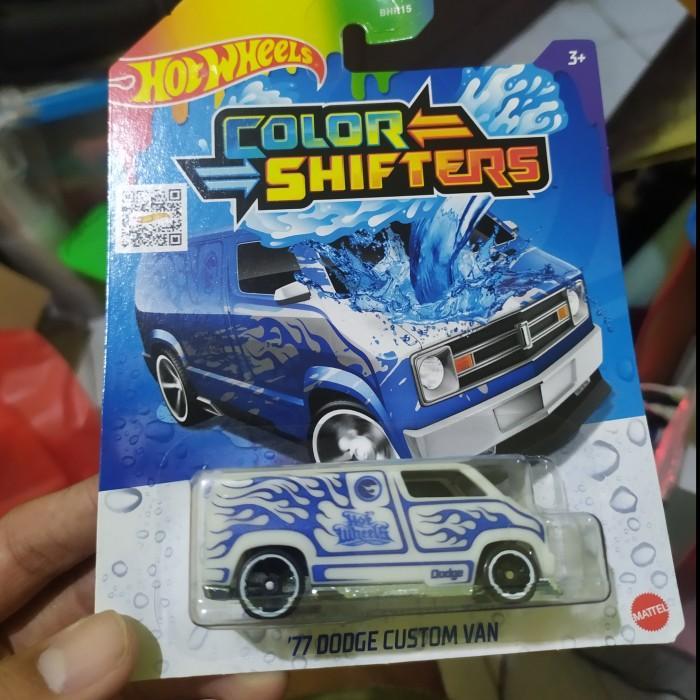 BHR15
HOT WHEELS
3+
COLOR
SHIFTERS
Hot
Wheels
Dodge
'77 DODGE CUSTOM VAN
MATTEL